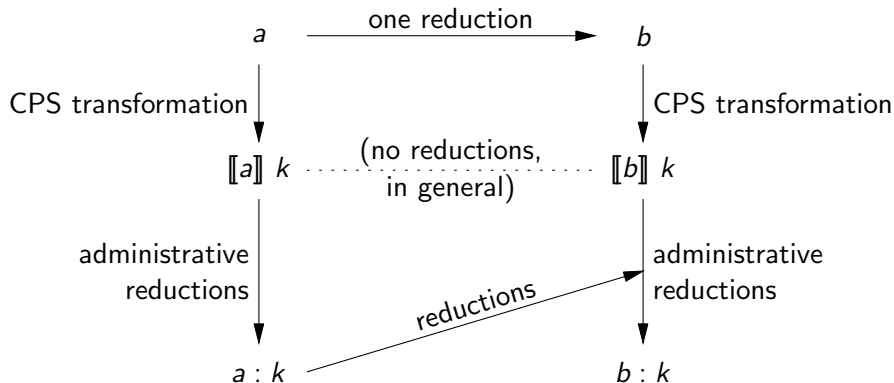 one reduction
a b
CPS transformation CPS transformation
(no reductions,
⟦a⟧ k ⟦b⟧ k
in general)
administrative administrative
reductions reductions
reductions
a : k b : k